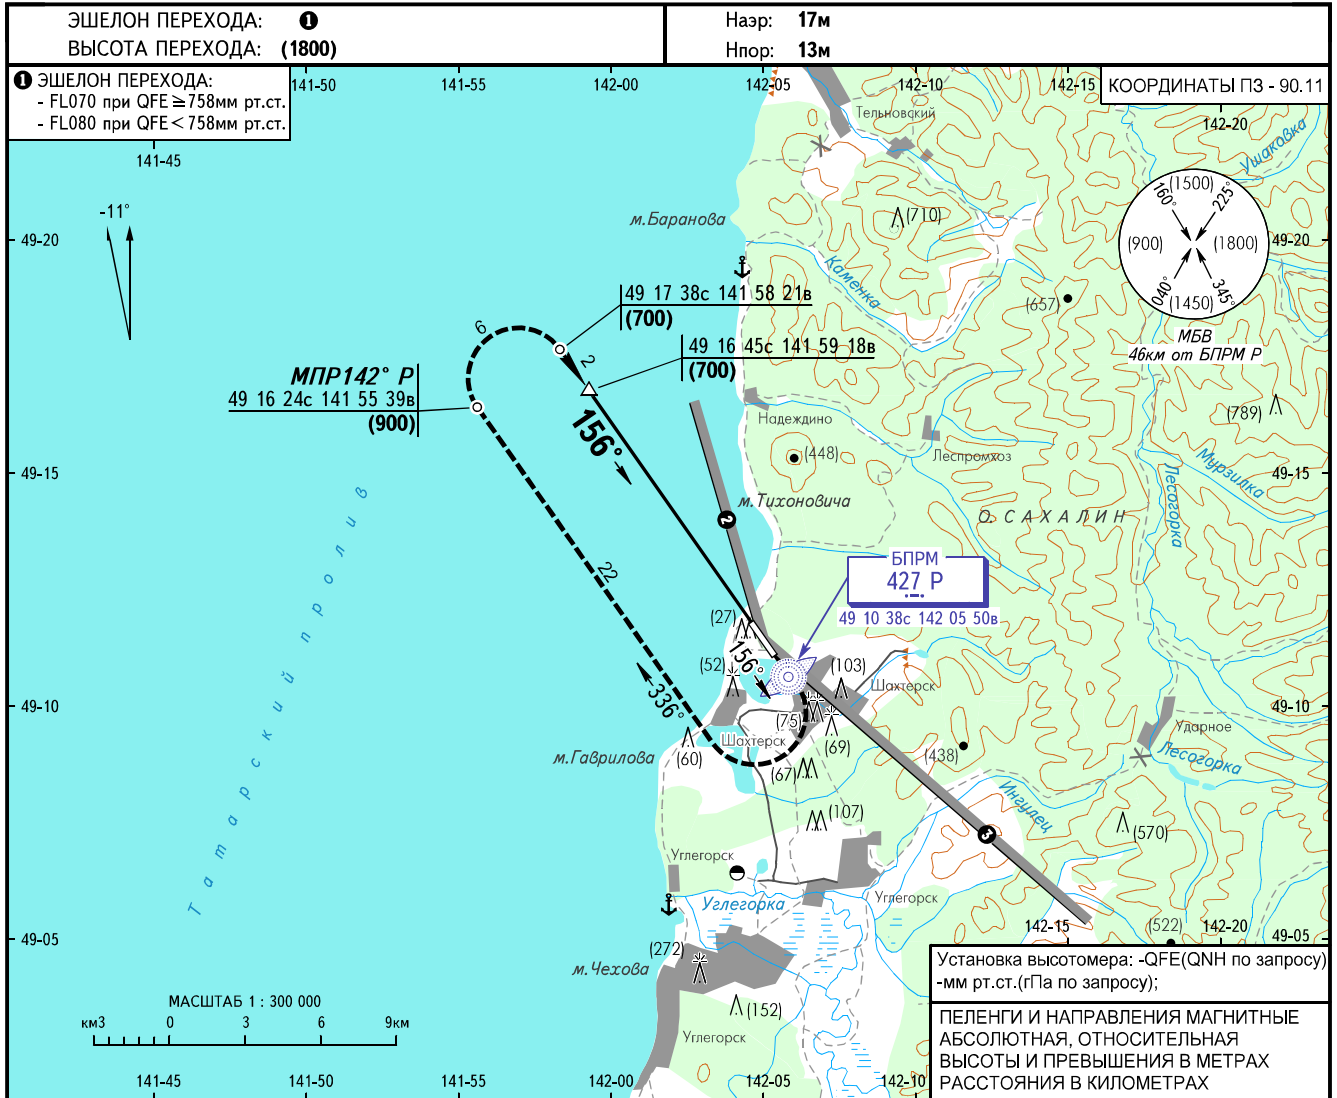 ЭШЕЛОН ПЕРЕХОДА: ❶
ВЫСОТА ПЕРЕХОДА: (1800)
Наэр: 17м
Нпор: 13м
❶ ЭШЕЛОН ПЕРЕХОДА:
- FL070 при QFE≧758мм рт.ст.
- FL080 при QFE<758мм рт.ст.
КООРДИНАТЫ ПЗ - 90.11
141-50
141-55
142-00
142-05
142-10
142-15
142-20
141-45
Тельновский
Ушаковка
-11°
(1500)
160°
225°
(900)
(1800)
040°
345°
(1450)
МБВ
46км от БПРМ Р
м.Баранова
(710)
49-20
49-20
Каменка
(657)
49 17 38с 141 58 21в
(700)
49 16 45с 141 59 18в
(700)
6
2
МПР142° Р
49 16 24с 141 55 39в
(900)
156°
Надеждино
(789)
Леспромхоз
(448)
49-15
49-15
Мурзилка
Лесогорка
м.Тихоновича
О. САХАЛИН
2
БПРМ
427 Р
.–.
49 10 38с 142 05 50в
22
Татарский пролив
(27)
156°
(52)
(103)
Шахтерск
336°
49-10
49-10
(75)
(69)
Шахтерск
(60)
(67)
м.Гаврилова
(438)
Ударное
Лесогорка
Ингулец
(107)
3
(570)
Углегорск
Углегорка
Углегорск
142-15
(522)
142-20
49-05
49-05
(272)
м.Чехова
(152)
Углегорск
Установка высотомера: -QFE(QNH по запросу)
-мм рт.ст.(гПа по запросу);
МАСШТАБ 1 : 300 000
км3 0 3 6 9км
ПЕЛЕНГИ И НАПРАВЛЕНИЯ МАГНИТНЫЕ
АБСОЛЮТНАЯ, ОТНОСИТЕЛЬНАЯ
ВЫСОТЫ И ПРЕВЫШЕНИЯ В МЕТРАХ
РАССТОЯНИЯ В КИЛОМЕТРАХ
141-45
141-50
141-55
142-00
142-05
142-10